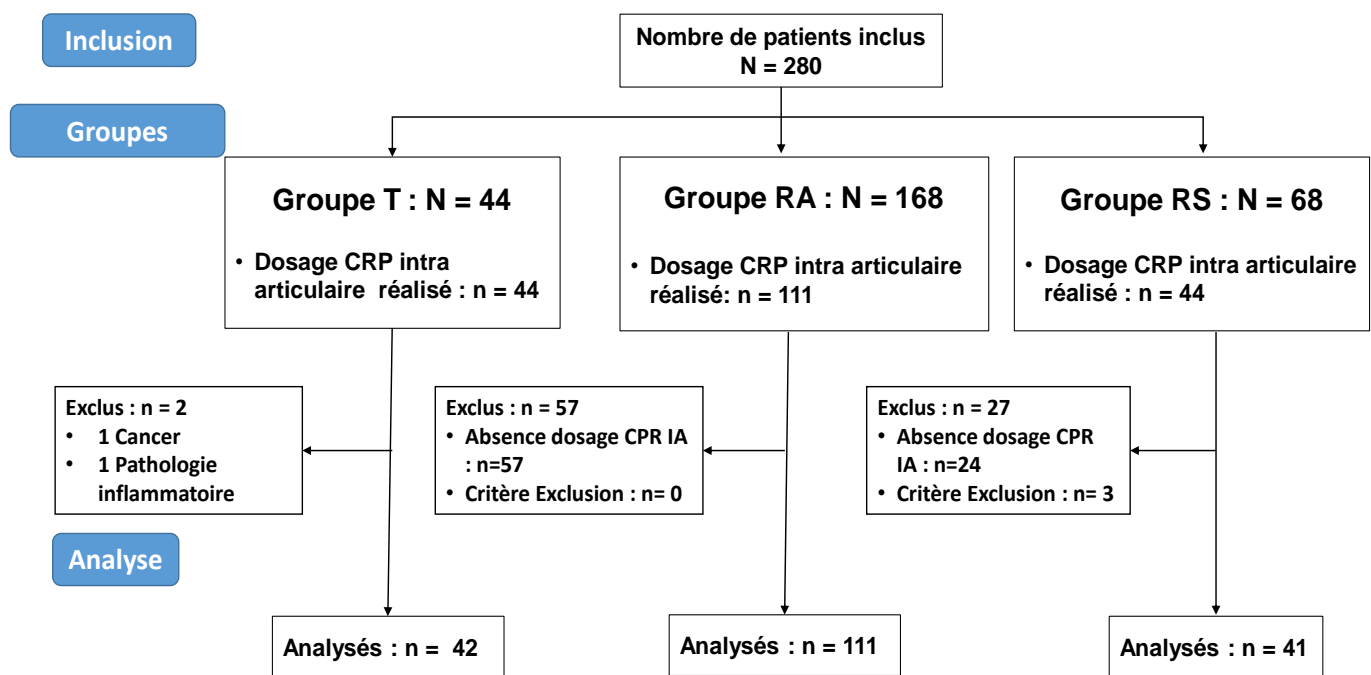 Inclusion
Nombre de patients inclus
N = 280
Groupes
Groupe T : N = 44
• Dosage CRP intra
articulaire réalisé : n = 44
Groupe RA : N = 168
• Dosage CRP intra articulaire
réalisé: n = 111
Groupe RS : N = 68
• Dosage CRP intra articulaire
réalisé : n = 44
Exclus : n = 2
• 1 Cancer
• 1 Pathologie
inflammatoire
Exclus : n = 57
• Absence dosage CPR IA
: n=57
• Critère Exclusion : n= 0
Exclus : n = 27
• Absence dosage CPR
IA : n=24
• Critère Exclusion : n= 3
Analyse
Analysés : n = 42
Analysés : n = 111
Analysés : n = 41